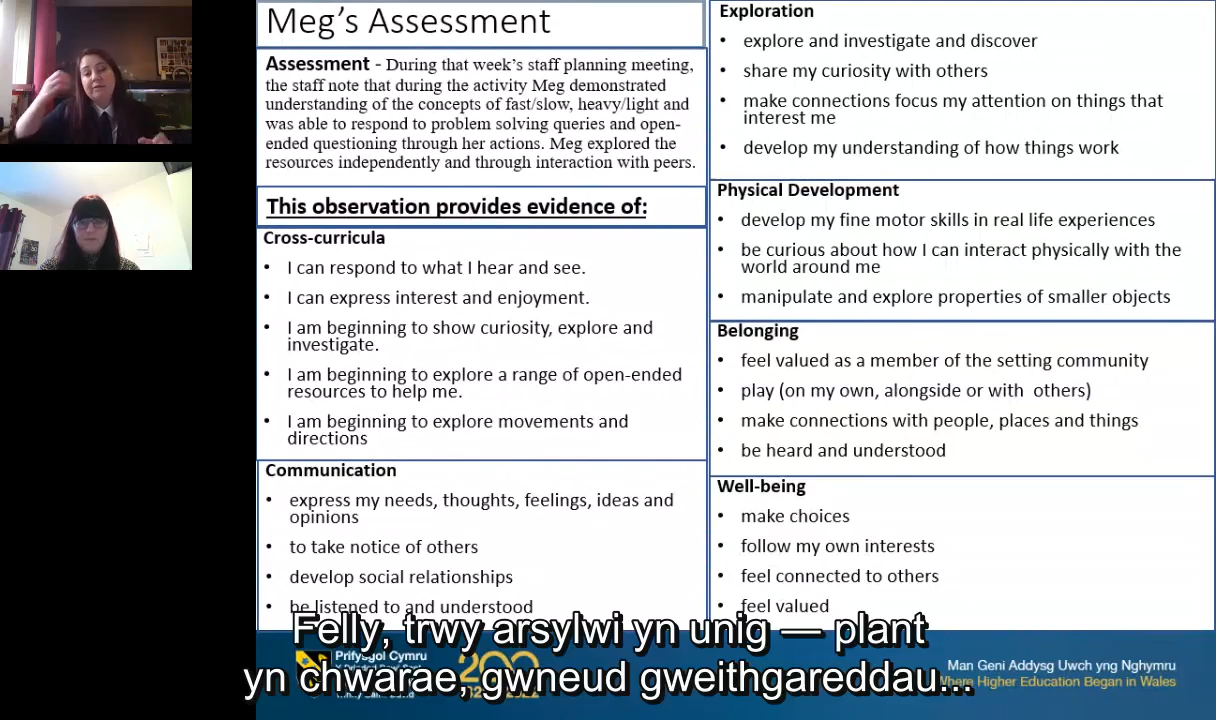 Meg's Assessment
Assessment - During that week's staff planning meeting,
the staff note that during the activity Meg demonstrated
understanding of the concepts of fast/slow, heavy/light and
was able to respond to problem solving queries and open-
ended questioning through her actions. Meg explored the
resources independently and through interaction with peers.
This observation provides evidence of:
Cross-curricula
• I can respond to what I hear and see.
• I can express interest and enjoyment.
• I am beginning to show curiosity, explore and
investigate.
• I am beginning to explore a range of open-ended
resources to help me.
• I am beginning to explore movements and
directions
Communication
• express my needs, thoughts, feelings, ideas and
opinions
• to take notice of others
• develop social relationships
• be listened to and understood
Exploration
• explore and investigate and discover
• share my curiosity with others
• make connections focus my attention on things that
interest me
• develop my understanding of how things work
Physical Development
• develop my fine motor skills in real life experiences
• be curious about how I can interact physically with the
world around me
• manipulate and explore properties of smaller objects
Belonging
• feel valued as a member of the setting community
• play (on my own, alongside or with others)
• make connections with people, places and things
• be heard and understood
Well-being
• make choices
• follow my own interests
• feel connected to others
• feel valued
Felly, trwy arsylwi yn unig — plant
yn chwarae, gwneud gweithgareddau...
Prifysgol Cymru
Man Geni Addysg Uwch yng Nghymru
Where Higher Education Began in Wales